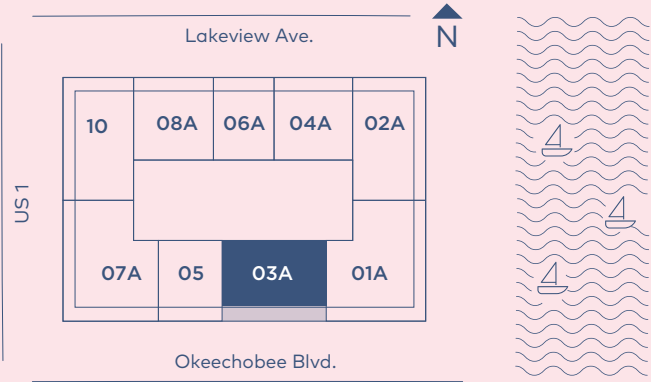 Lakeview Ave.
N
10
08A
06A
04A
02A
US 1
07A
05
03A
01A
Okeechobee Blvd.